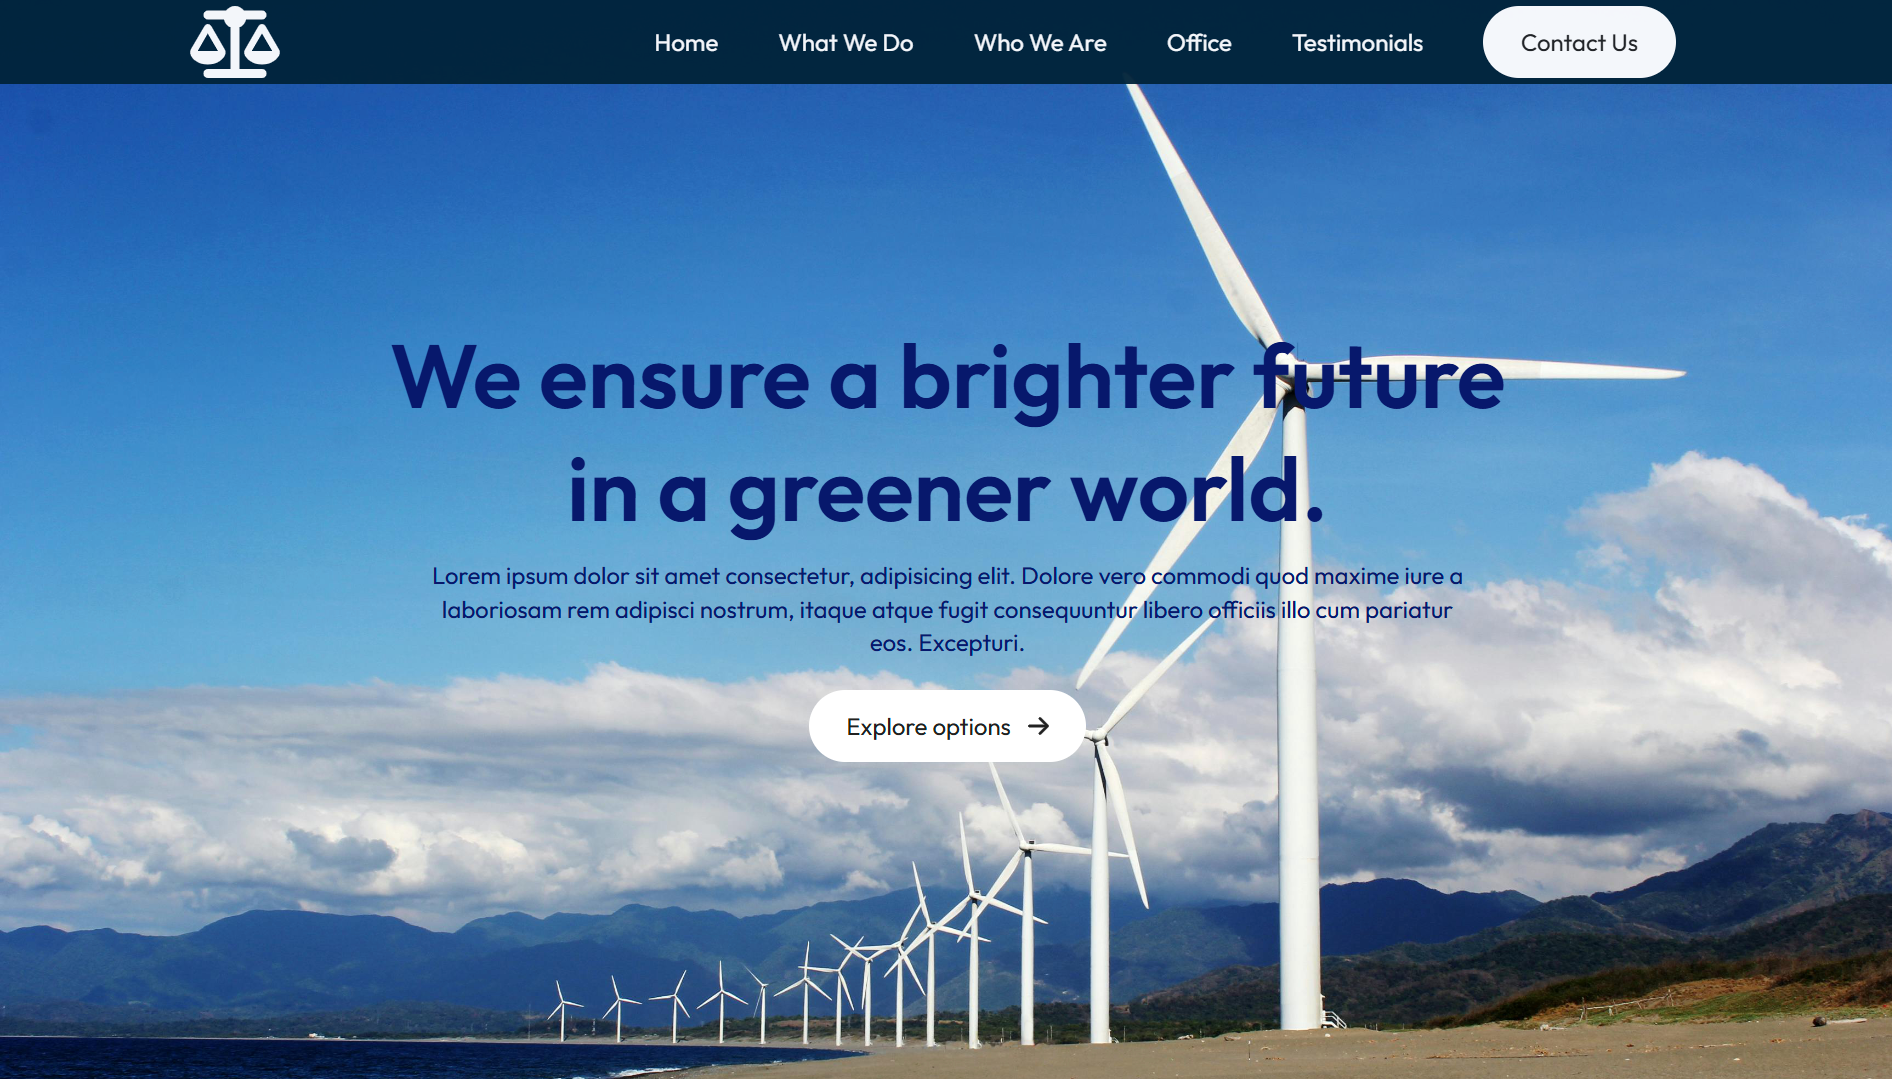 Home
What We Do
Who We Are
Office
Testimonials
Contact Us
We ensure a brighter future
in a greener world.
Lorem ipsum dolor sit amet consectetur, adipisicing elit. Dolore vero commodi quod maxime iure a
laboriosam rem adipisci nostrum, itaque atque fugit consequuntur libero officiis illo cum pariatur
eos. Excepturi.
Explore options